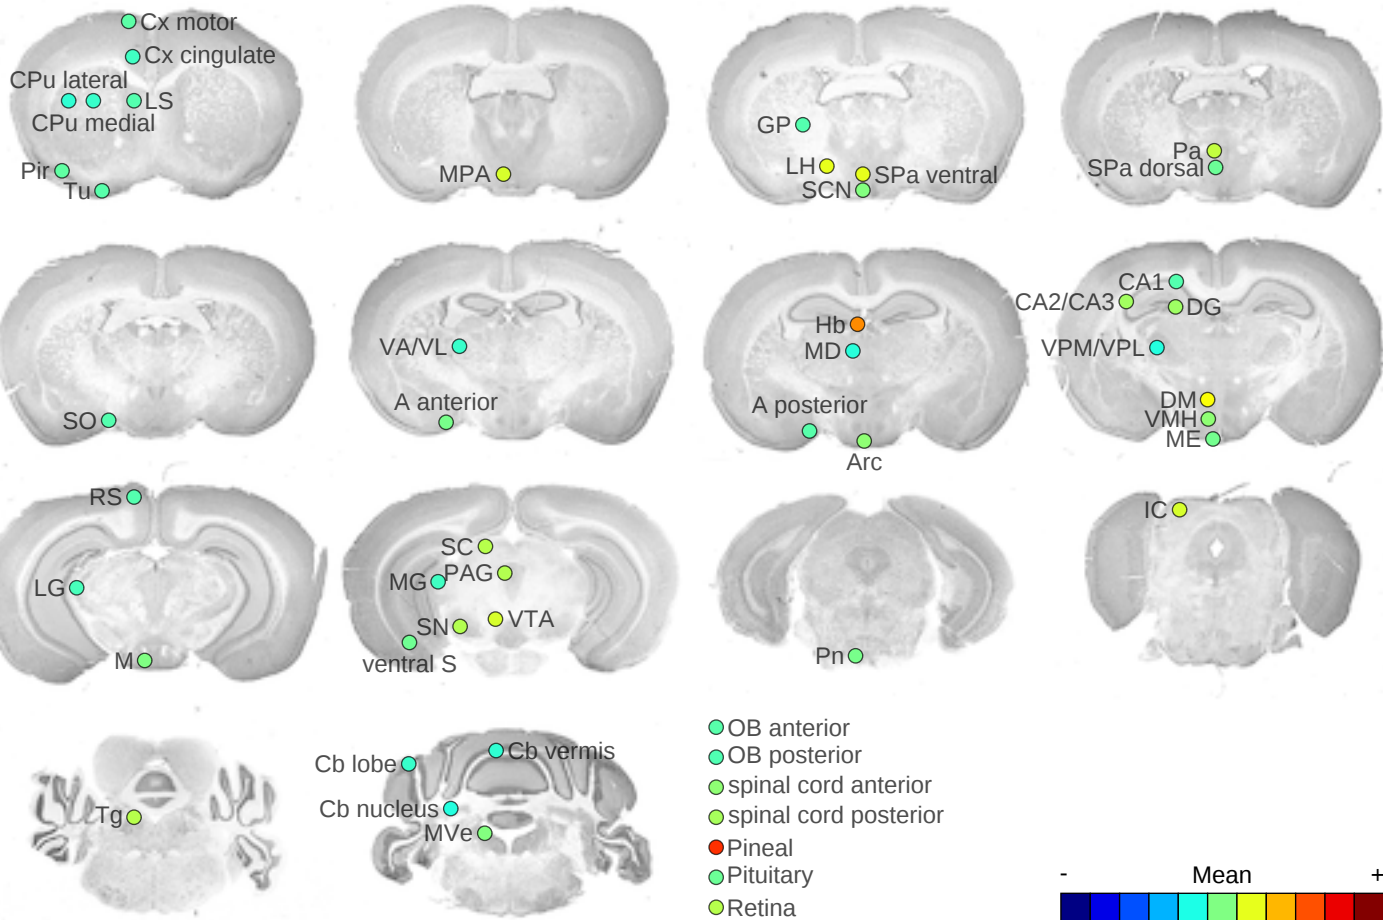 Cx motor
Cx cingulate
CPu lateral
LS
CPu medial
Pir
Tu
MPA
GP
LH
SPa ventral
SCN
Pa
SPa dorsal
SO
VA/VL
A anterior
Hb
MD
A posterior
Arc
CA1
CA2/CA3
DG
VPM/VPL
DM
VMH
ME
RS
LG
M
SC
MG
PAG
SN
VTA
ventral S
Pn
IC
Tg
Cb lobe
Cb vermis
Cb nucleus
MVe
OB anterior
OB posterior
spinal cord anterior
spinal cord posterior
Pineal
Pituitary
Retina
- Mean +